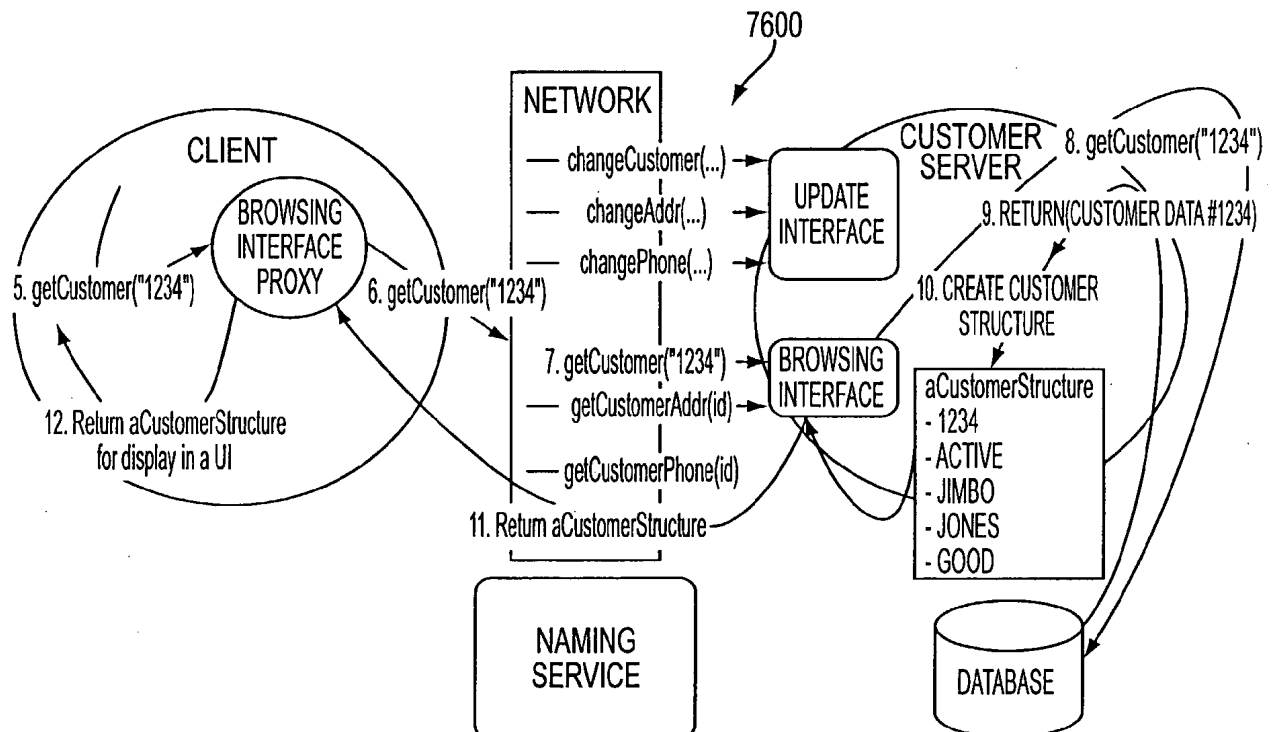 7600
NETWORK
CLIENT
BROWSING
INTERFACE
PROXY
5. getCustomer("1234")
6. getCustomer("1234")
12. Return aCustomerStructure
for display in a UI
changeCustomer(...)
changeAddr(...)
changePhone(...)
7. getCustomer("1234")
getCustomerAddr(id)
getCustomerPhone(id)
11. Return aCustomerStructure
UPDATE
INTERFACE
BROWSING
INTERFACE
CUSTOMER
SERVER
8. getCustomer("1234")
9. RETURN(CUSTOMER DATA #1234)
10. CREATE CUSTOMER
STRUCTURE
aCustomerStructure
- 1234
- ACTIVE
- JIMBO
- JONES
- GOOD
NAMING
SERVICE
DATABASE